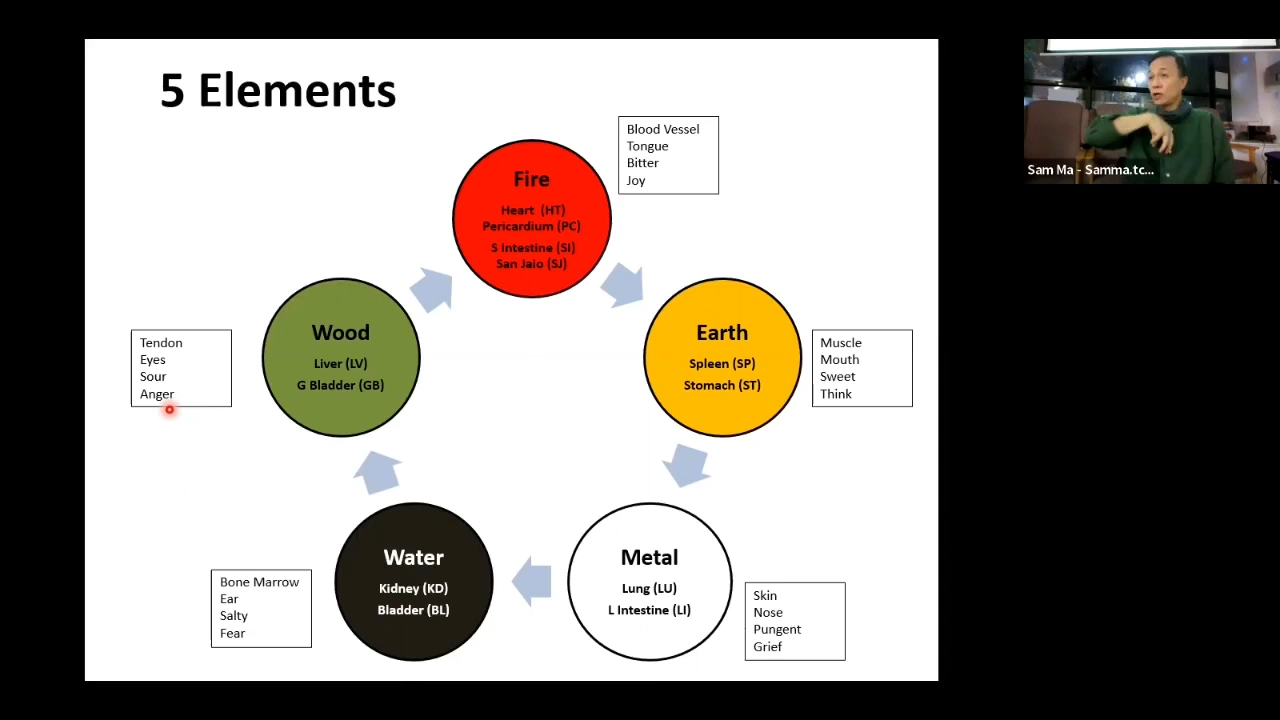 5 Elements
Fire
Heart (HT)
Pericardium (PC)
S Intestine (SI)
San Jaio (SJ)
Blood Vessel
Tongue
Bitter
Joy
Earth
Spleen (SP)
Stomach (ST)
Muscle
Mouth
Sweet
Think
Metal
Lung (LU)
L Intestine (LI)
Skin
Nose
Pungent
Grief
Water
Kidney (KD)
Bladder (BL)
Bone Marrow
Ear
Salty
Fear
Wood
Liver (LV)
G Bladder (GB)
Tendon
Eyes
Sour
Anger
Sam Ma - Samma.tc...